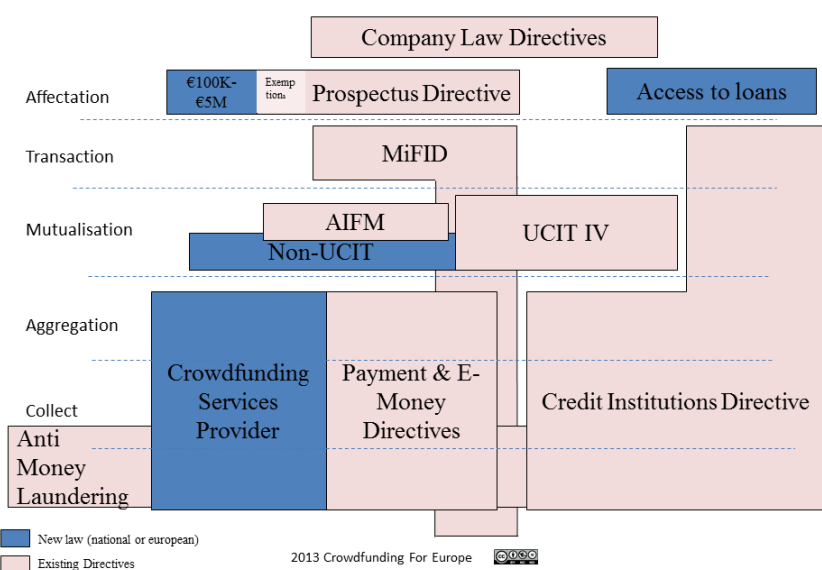 Company Law Directives
Affectation
€100K-
€5M
Exemp
tions
Prospectus Directive
Access to loans
Transaction
MiFID
Mutualisation
AIFM
Non-UCIT
UCIT IV
Aggregation
Crowdfunding
Services
Provider
Payment & E-
Money
Directives
Credit Institutions Directive
Collect
Anti
Money
Laundering
New law (national or european)
Existing Directives
2013 Crowdfunding For Europe